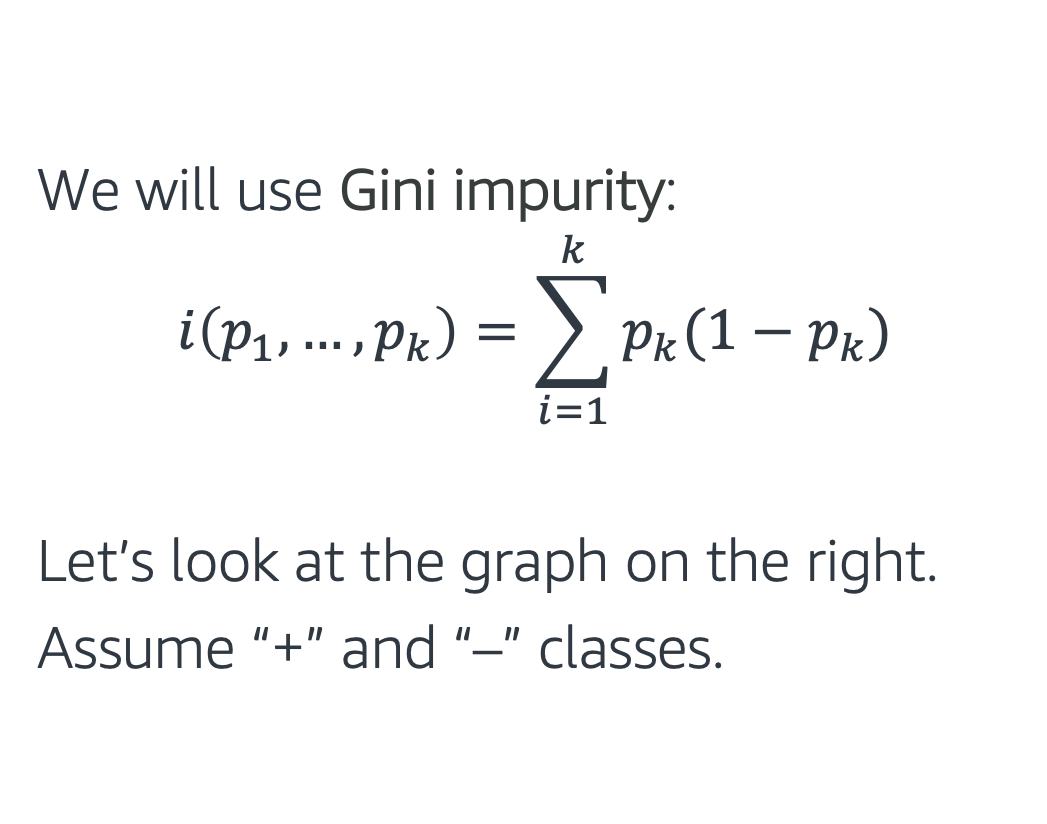 We will use Gini impurity:
k
i(p₁, … , pₖ) = ∑ pₖ(1 − pₖ)
i=1
Let’s look at the graph on the right.
Assume “+” and “–” classes.